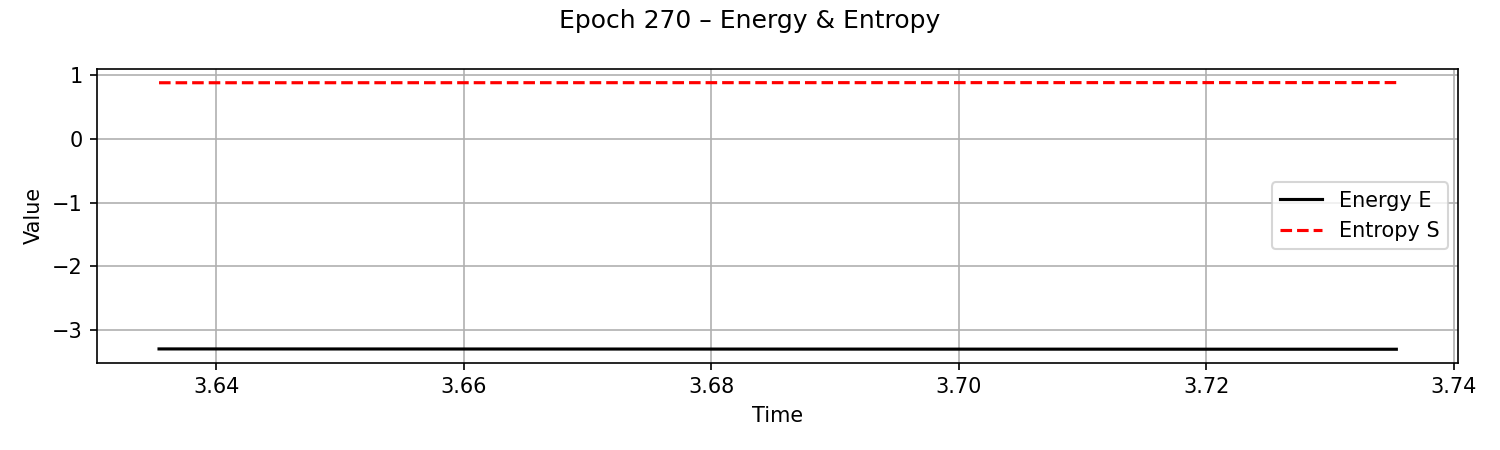 Epoch 270 – Energy & Entropy
1
0
−1
−2
−3
Value
Energy E
Entropy S
3.64 3.66 3.68 3.70 3.72 3.74
Time